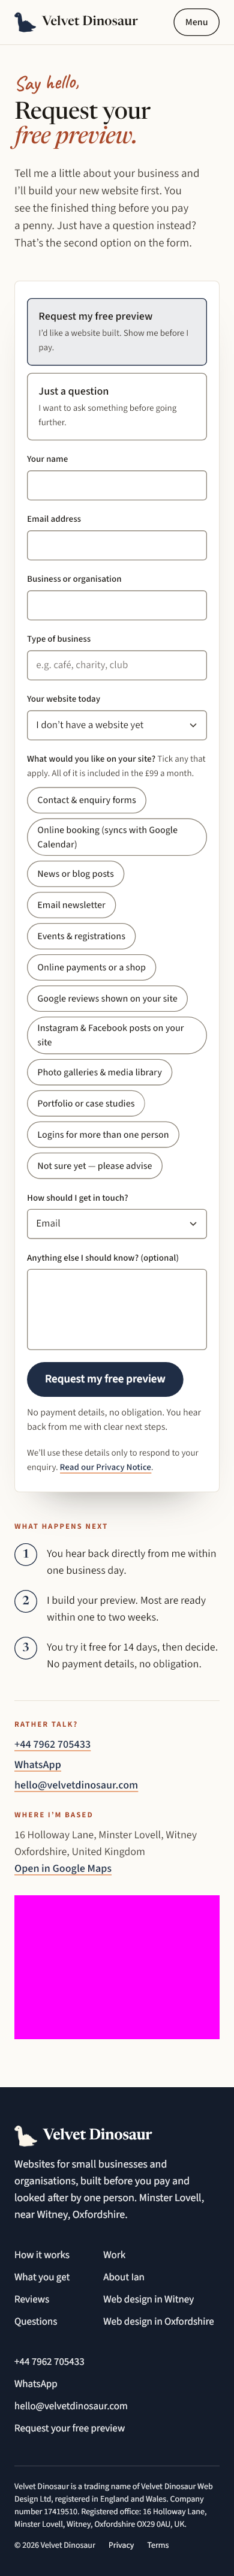 Velvet Dinosaur
Menu
Say hello,
Request your
free preview.
Tell me a little about your business and
I'll build your new website first. You
see the finished thing before you pay
a penny. Just have a question instead?
That's the second option on the form.
Request my free preview
I'd like a website built. Show me before I
pay.
Just a question
I want to ask something before going
further.
Your name
Email address
Business or organisation
Type of business
e.g. café, charity, club
Your website today
I don't have a website yet
What would you like on your site? Tick any that
apply. All of it is included in the £99 a month.
Contact & enquiry forms
Online booking (syncs with Google
Calendar)
News or blog posts
Email newsletter
Events & registrations
Online payments or a shop
Google reviews shown on your site
Instagram & Facebook posts on your
site
Photo galleries & media library
Portfolio or case studies
Logins for more than one person
Not sure yet — please advise
How should I get in touch?
Email
Anything else I should know? (optional)
Request my free preview
No payment details, no obligation. You hear
back from me with clear next steps.
We'll use these details only to respond to your
enquiry. Read our Privacy Notice.
WHAT HAPPENS NEXT
1 You hear back directly from me within
one business day.
2 I build your preview. Most are ready
within one to two weeks.
3 You try it free for 14 days, then decide.
No payment details, no obligation.
RATHER TALK?
+44 7962 705433
WhatsApp
hello@velvetdinosaur.com
WHERE I'M BASED
16 Holloway Lane, Minster Lovell, Witney
Oxfordshire, United Kingdom
Open in Google Maps
Velvet Dinosaur
Websites for small businesses and
organisations, built before you pay and
looked after by one person. Minster Lovell,
near Witney, Oxfordshire.
How it works Work
What you get About Ian
Reviews Web design in Witney
Questions Web design in Oxfordshire
+44 7962 705433
WhatsApp
hello@velvetdinosaur.com
Request your free preview
Velvet Dinosaur is a trading name of Velvet Dinosaur Web
Design Ltd, registered in England and Wales. Company
number 17419510. Registered office: 16 Holloway Lane,
Minster Lovell, Witney, Oxfordshire OX29 0AU, UK.
© 2026 Velvet Dinosaur Privacy Terms